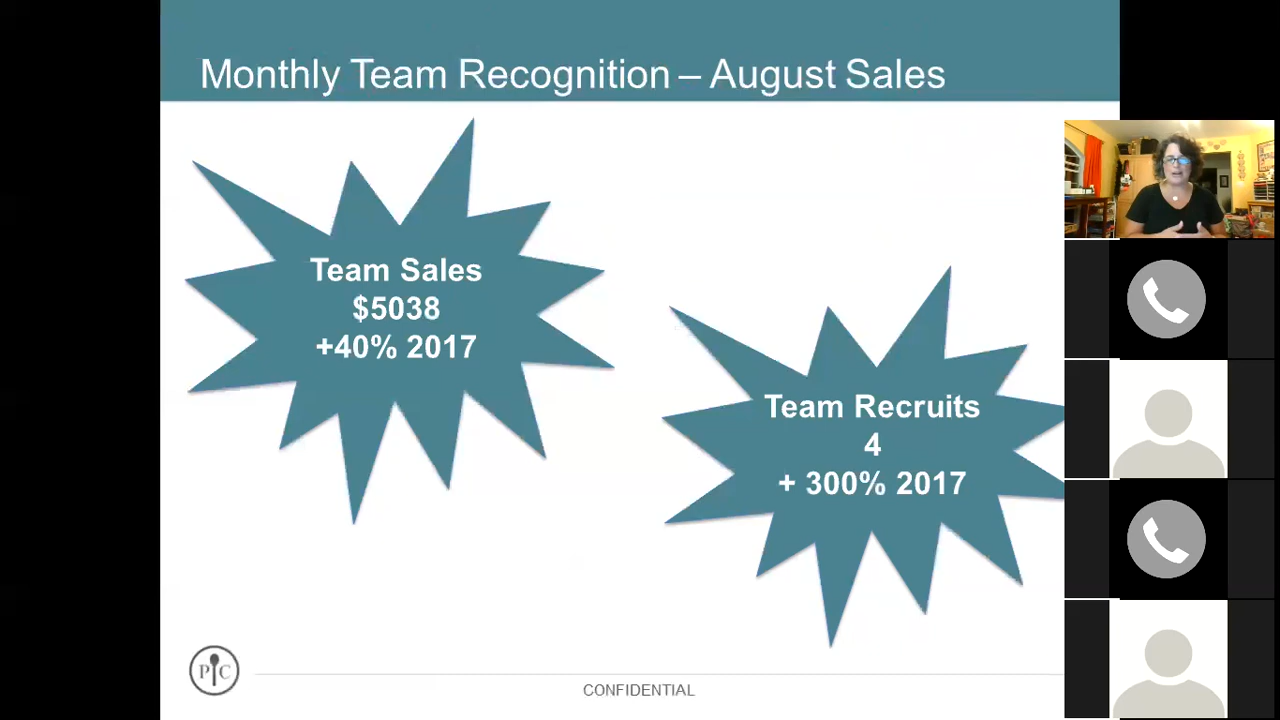 Monthly Team Recognition – August Sales
Team Sales
$5038
+40% 2017
Team Recruits
4
+ 300% 2017
P C
CONFIDENTIAL